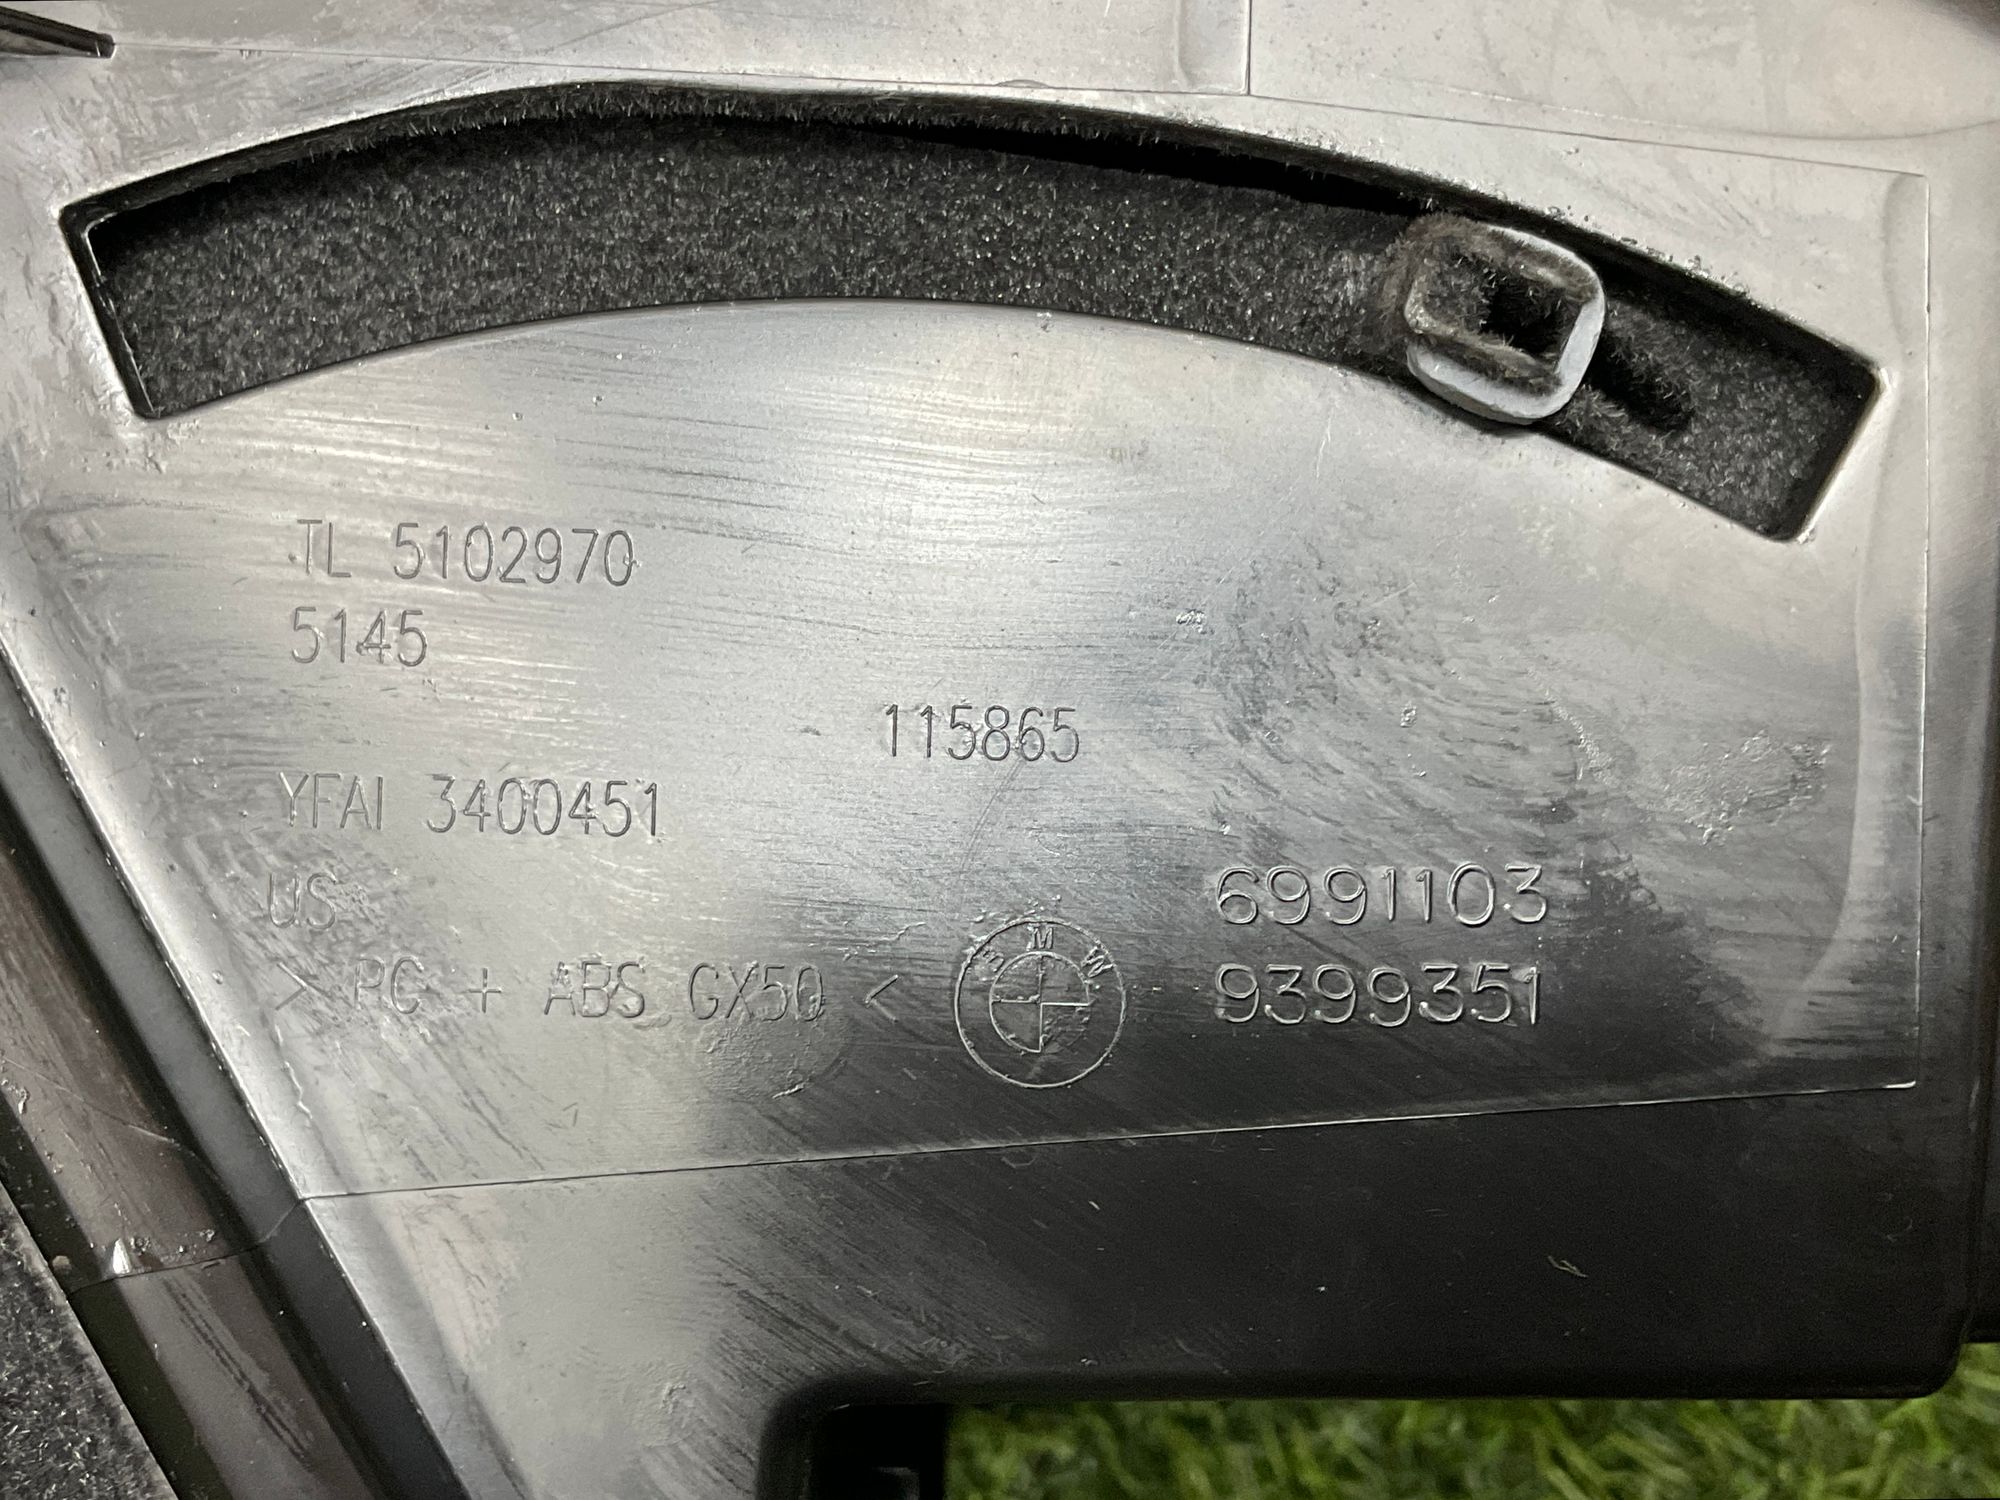 TL 5102970
5145
115865
YFAI 3400451
US
> PC + ABS GX50 <
BMW
6991103
9399351